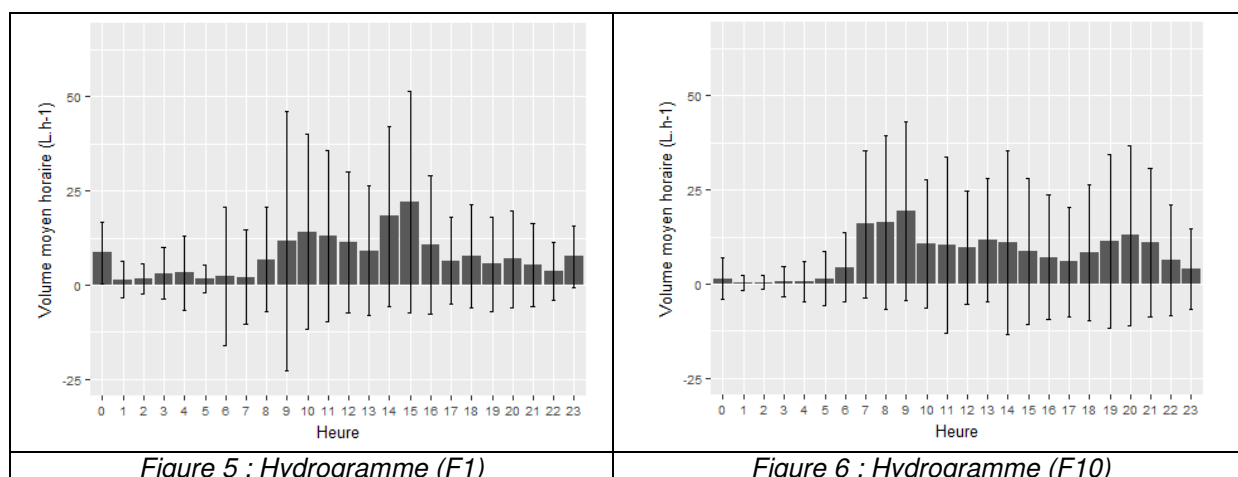 Volume moyen horaire (L.h-1)
50
25
0
-25
0 1 2 3 4 5 6 7 8 9 10 11 12 13 14 15 16 17 18 19 20 21 22 23
Heure
Figure 5 : Hydrogramme (F1)
Volume moyen horaire (L.h-1)
50
25
0
-25
0 1 2 3 4 5 6 7 8 9 10 11 12 13 14 15 16 17 18 19 20 21 22 23
Heure
Figure 6 : Hydrogramme (F10)